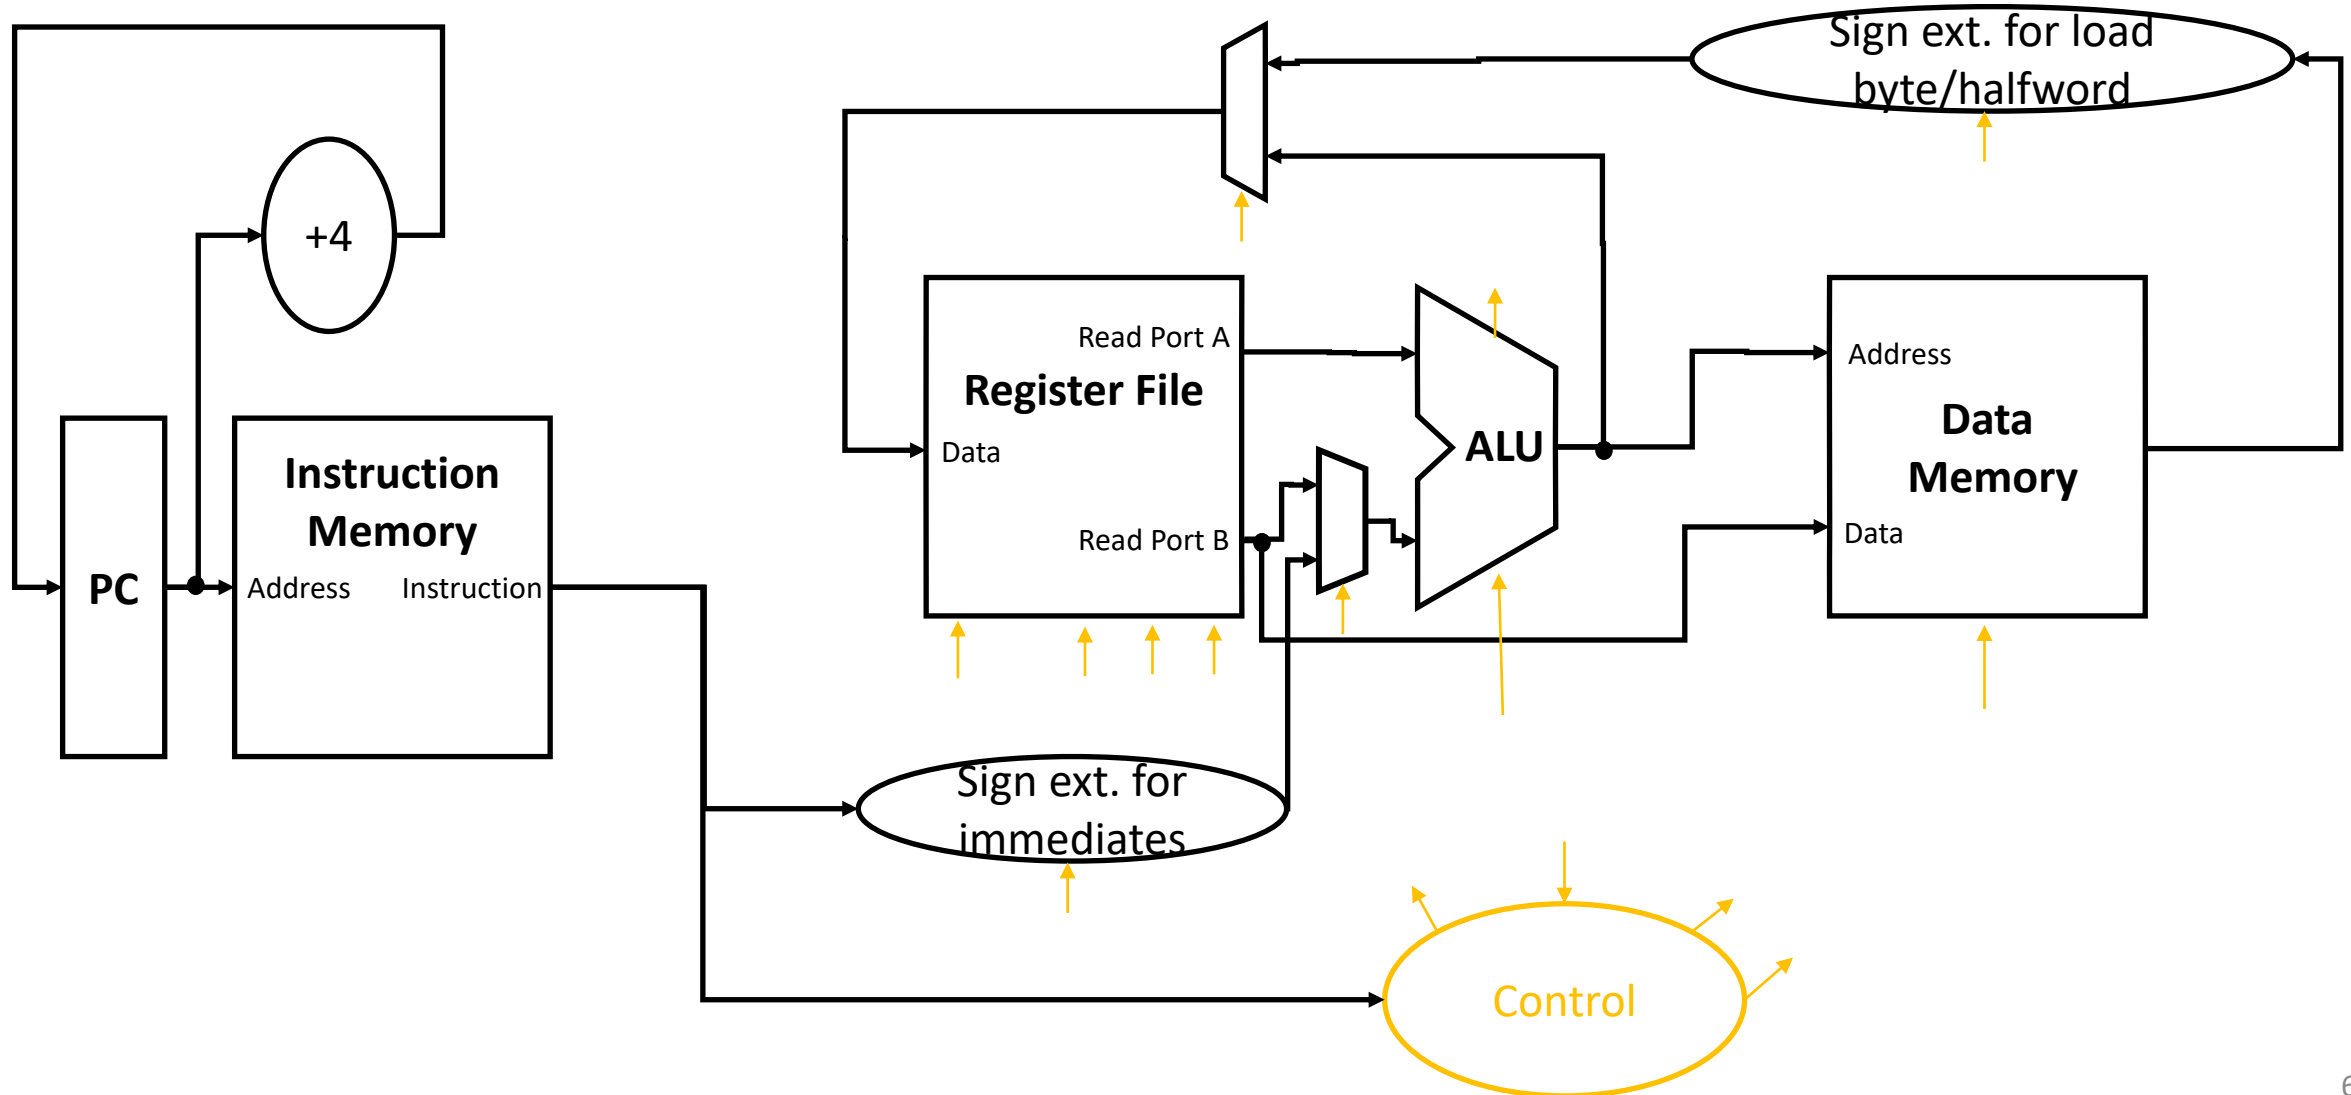 Sign ext. for load
byte/halfword
+4
Read Port A
Register File
Data
Read Port B
ALU
Address
Data
Memory
Data
Instruction
Memory
PC
Address
Instruction
Sign ext. for
immediates
Control
6